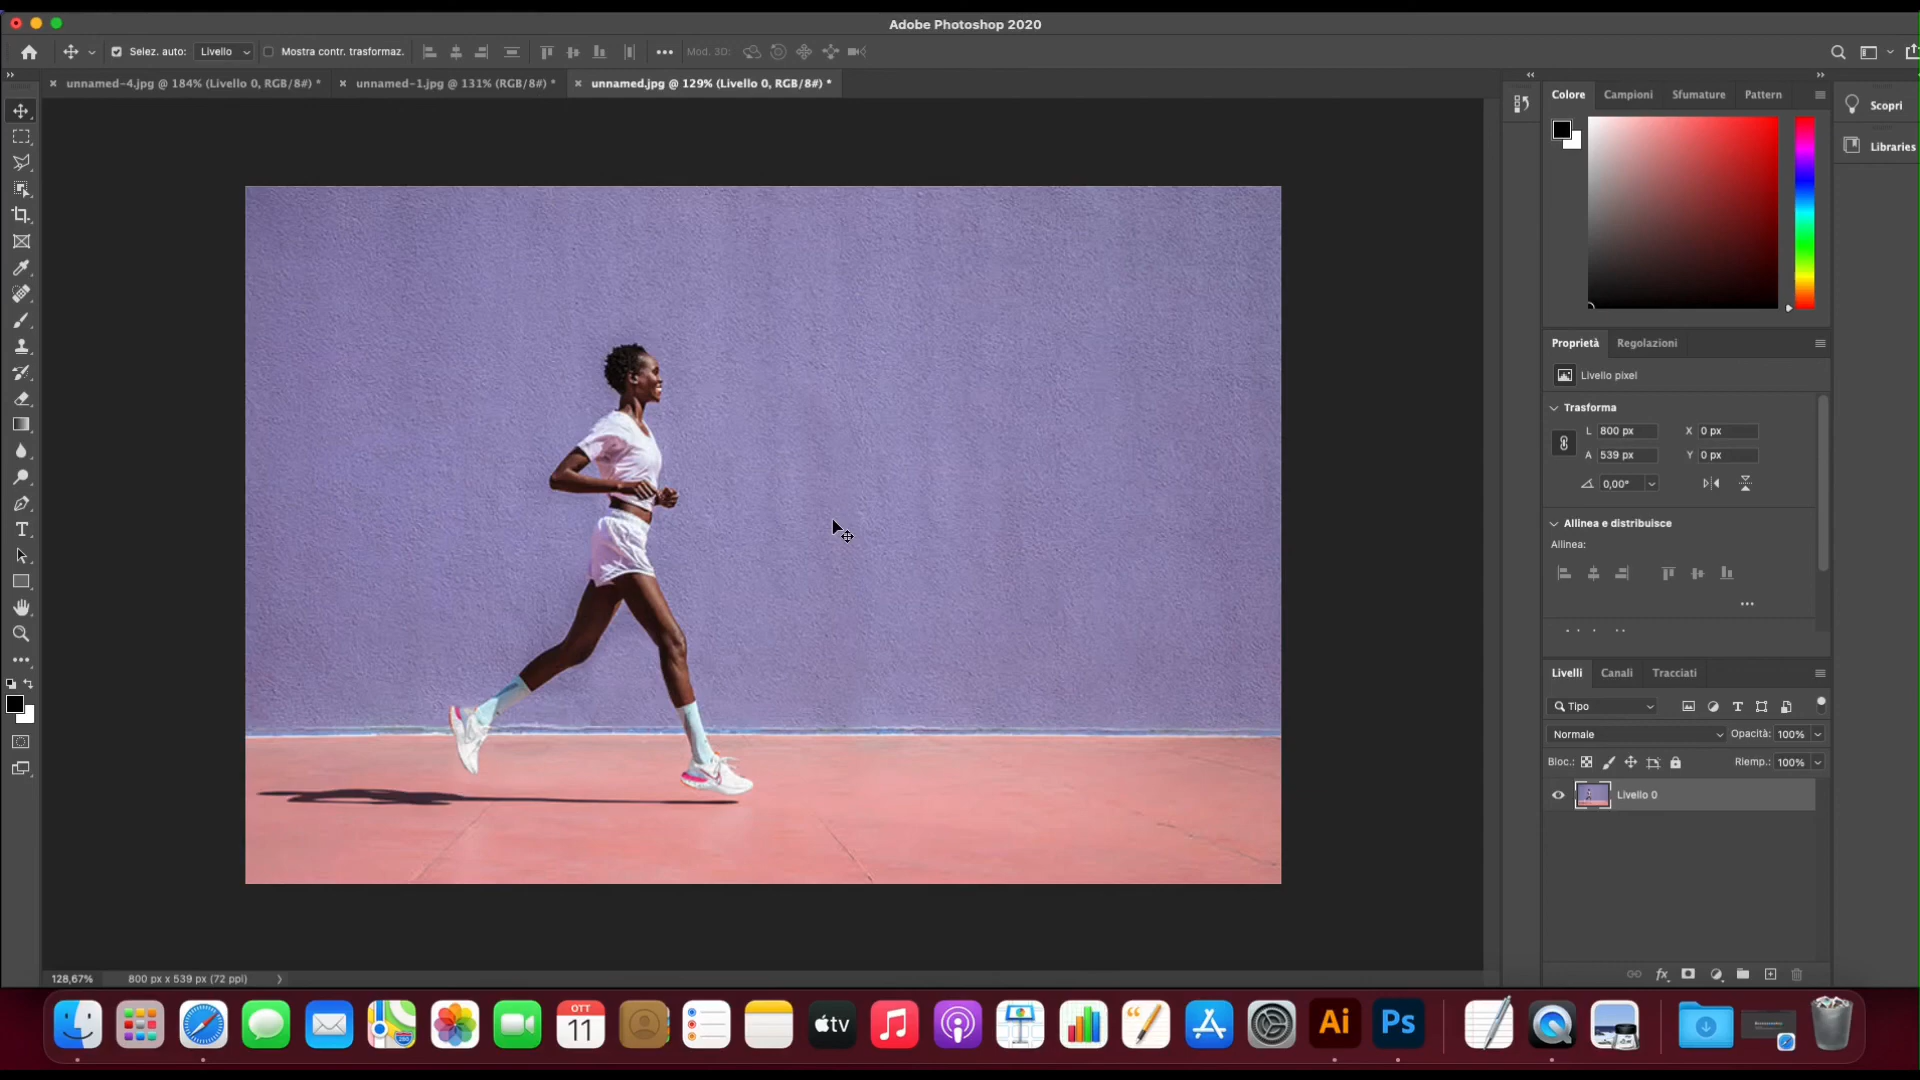 Adobe Photoshop 2020
Selez. auto: Livello Mostra contr. trasformaz. Mod. 3D:
unnamed-4.jpg @ 184% (Livello 0, RGB/8#) * unnamed-1.jpg @ 131% (RGB/8#) * unnamed.jpg @ 129% (Livello 0, RGB/8#) *
Colore Campioni Sfumature Pattern
Scopri
Libraries
Proprietà Regolazioni
Livello pixel
Trasforma
L 800 px X 0 px
A 539 px Y 0 px
0,00°
Allinea e distribuisce
Allinea:
Livelli Canali Tracciati
Tipo
Normale Opacità: 100%
Bloc.: Riemp.: 100%
Livello 0
fx
128,67% 800 px x 539 px (72 ppi)
OTT
11
280
tv
Ai
Ps